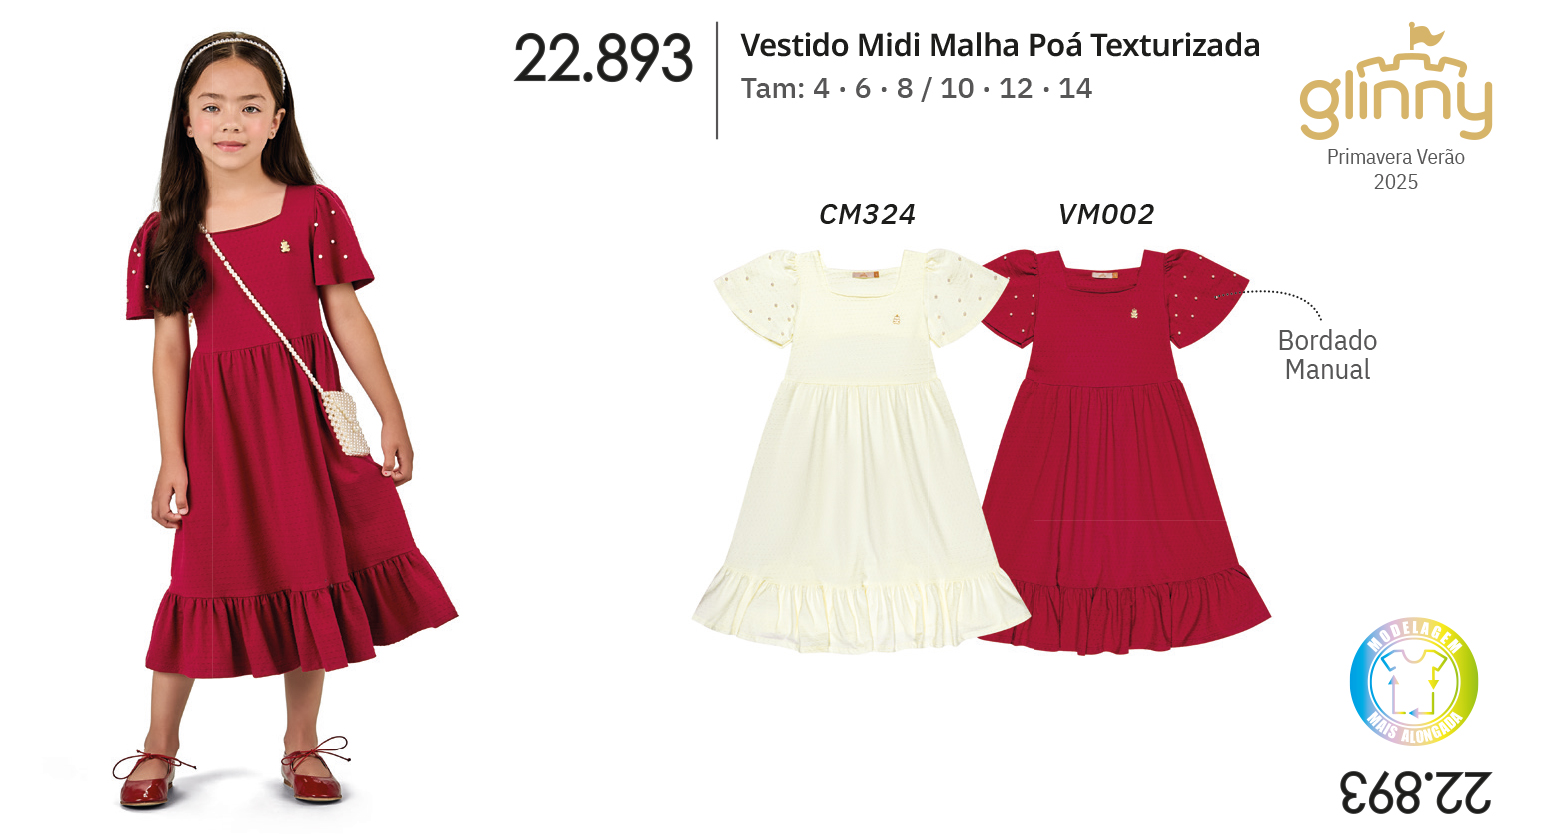 22.893
Vestido Midi Malha Poá Texturizada
Tam: 4 · 6 · 8 / 10 · 12 · 14
glinny
Primavera Verão
2025
CM324
VM002
Bordado
Manual
MODELAGEM
MAIS ALONGADA
22.893